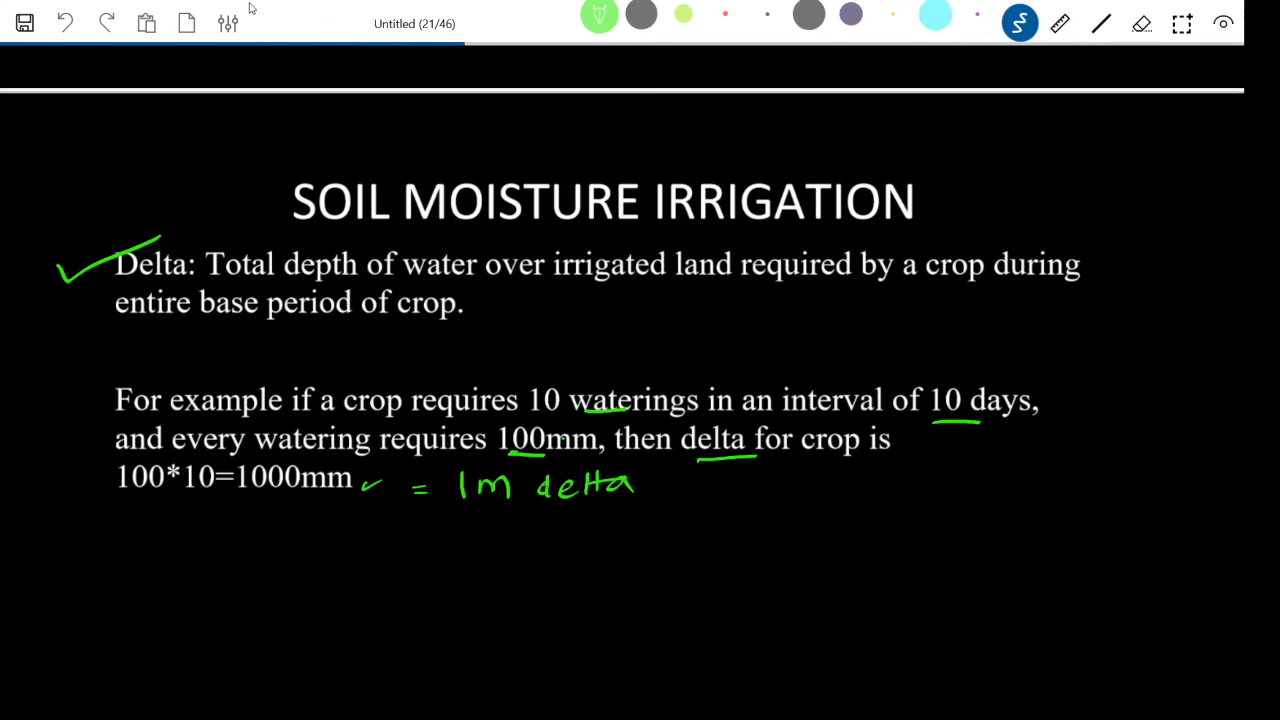 Untitled (21/46)
SOIL MOISTURE IRRIGATION
Delta: Total depth of water over irrigated land required by a crop during
entire base period of crop.
For example if a crop requires 10 waterings in an interval of 10 days,
and every watering requires 100mm, then delta for crop is
100*10=1000mm = 1m delta